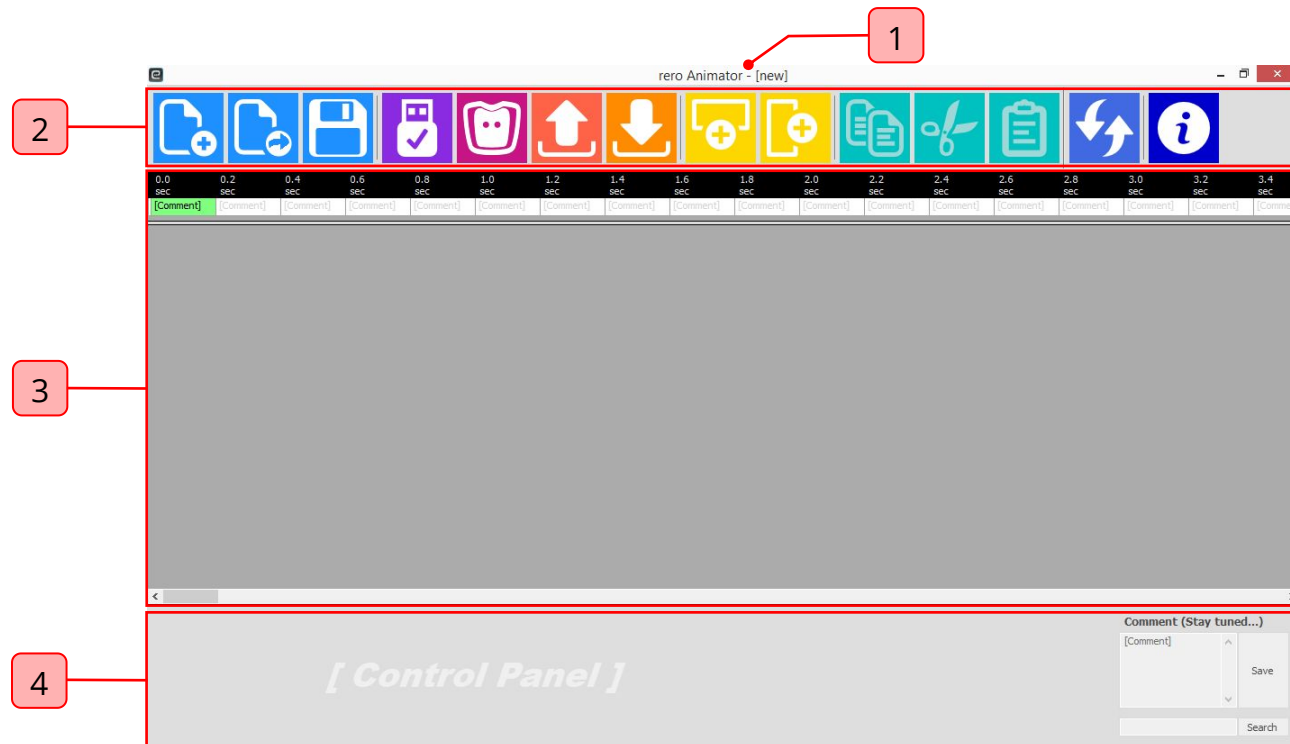 1
rero Animator - [new]
2
0.0 sec 0.2 sec 0.4 sec 0.6 sec 0.8 sec 1.0 sec 1.2 sec 1.4 sec 1.6 sec 1.8 sec 2.0 sec 2.2 sec 2.4 sec 2.6 sec 2.8 sec 3.0 sec 3.2 sec 3.4 sec
[Comment] [Comment] [Comment] [Comment] [Comment] [Comment] [Comment] [Comment] [Comment] [Comment] [Comment] [Comment] [Comment] [Comment] [Comment] [Comment] [Comment] [Comme
3
4
[ Control Panel ]
Comment (Stay tuned...)
[Comment]
Save
Search